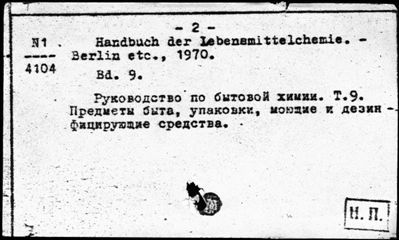 - 2 -
N1 Handbuch der Lebensmittelchemie. -
4104 Berlin etc., 1970.
Bd. 9.
Руководство по бытовой химии. Т.9.
Предметы быта, упаковки, моющие и дезин-
фицирующие средства.
Н.П.